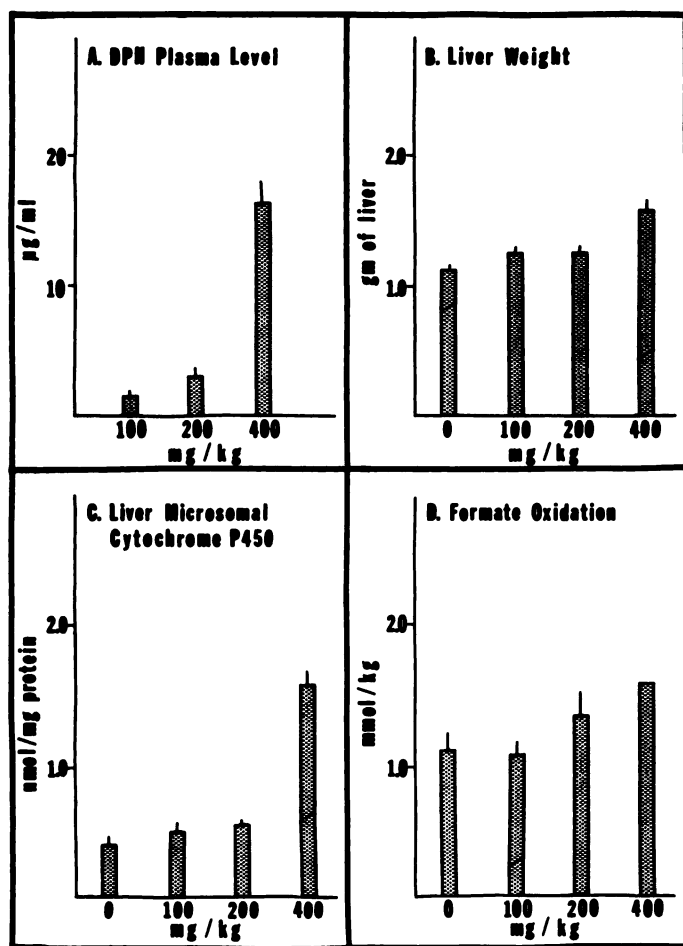 A. DPH Plasma Level
20
10
µg/ml
100 200 400
mg/kg
B. Liver Weight
2.0
1.0
gm of liver
0 100 200 400
mg/kg
C. Liver Microsomal
Cytochrome P450
2.0
1.0
nmol/mg protein
0 100 200 400
mg/kg
D. Formate Oxidation
2.0
1.0
mmol/kg
0 100 200 400
mg/kg